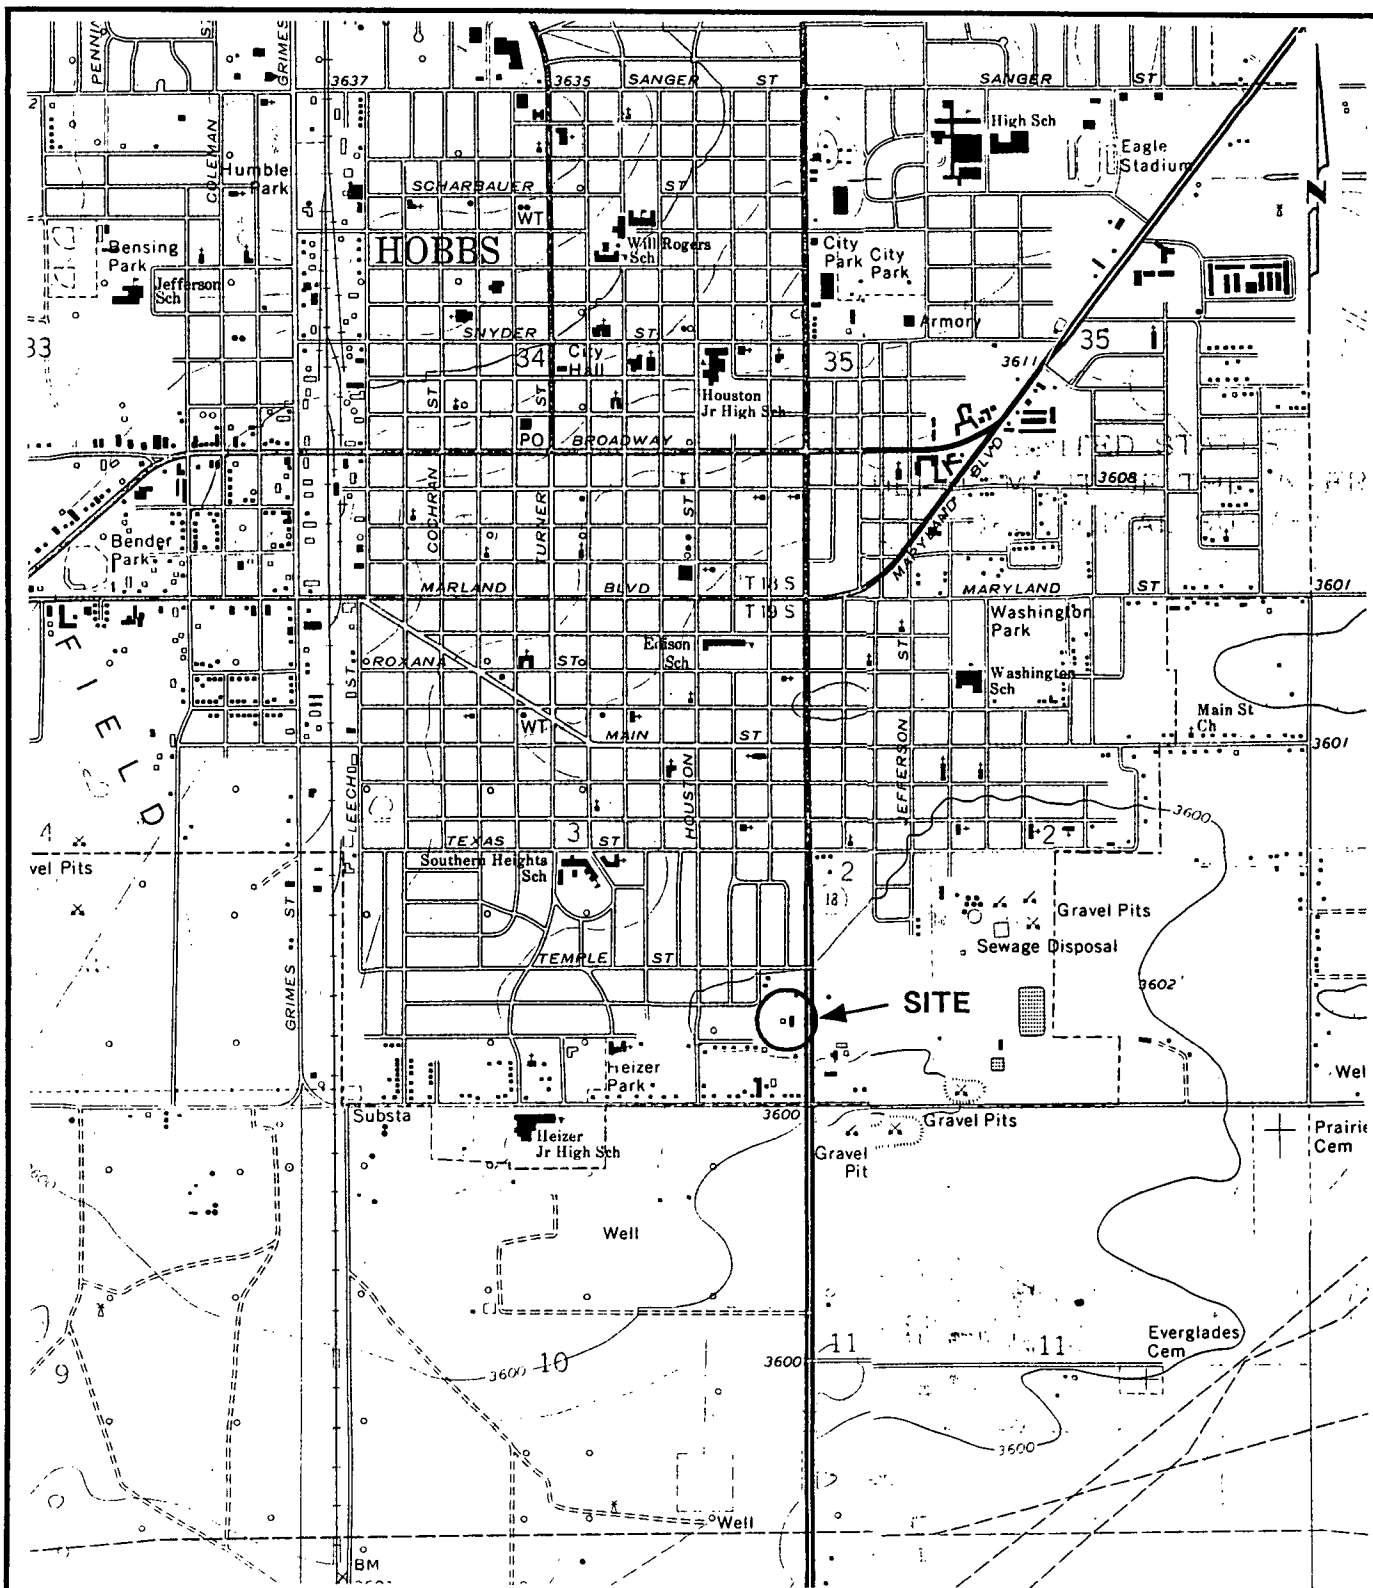 PENNI
ST
GRIMES
3637
3635
SANGER
ST
SANGER
ST
2
High Sch
Eagle
Stadium
COLEMAN
Humble
Park
SCHARBAUER
ST
WT
N
HOBBS
Will Rogers
Sch
City
Park
City
Park
Bensing
Park
Jefferson
Sch
SNYDER
ST
Armory
33
34
City
Hall
35
3611
35
ST
ST
Houston
Jr High Sch
PO
BROADWAY
BLVD
3608
COCHRAN
TURNER
ST
MARYLAND
Bender
Park
MARLAND
BLVD
T 18 S
T 19 S
MARYLAND
ST
3601
Washington
Park
FIELD
ROXANA
ST
Edison
Sch
ST
Washington
Sch
ST
WT
MAIN
ST
Main St
Ch
3601
LEECH
HOUSTON
JEFFERSON
3600
4
TEXAS
3
ST
2
vel Pits
Southern Heights
Sch
2
18
Gravel Pits
Sewage Disposal
GRIMES ST
TEMPLE
ST
3602
SITE
Heizer
Park
Wel
Substa
3600
Gravel Pits
Heizer
Jr High Sch
Gravel
Pit
Prairie
Cem
3600
Well
Everglades
Cem
9
3600
10
3600
11
11
3600
Well
BM